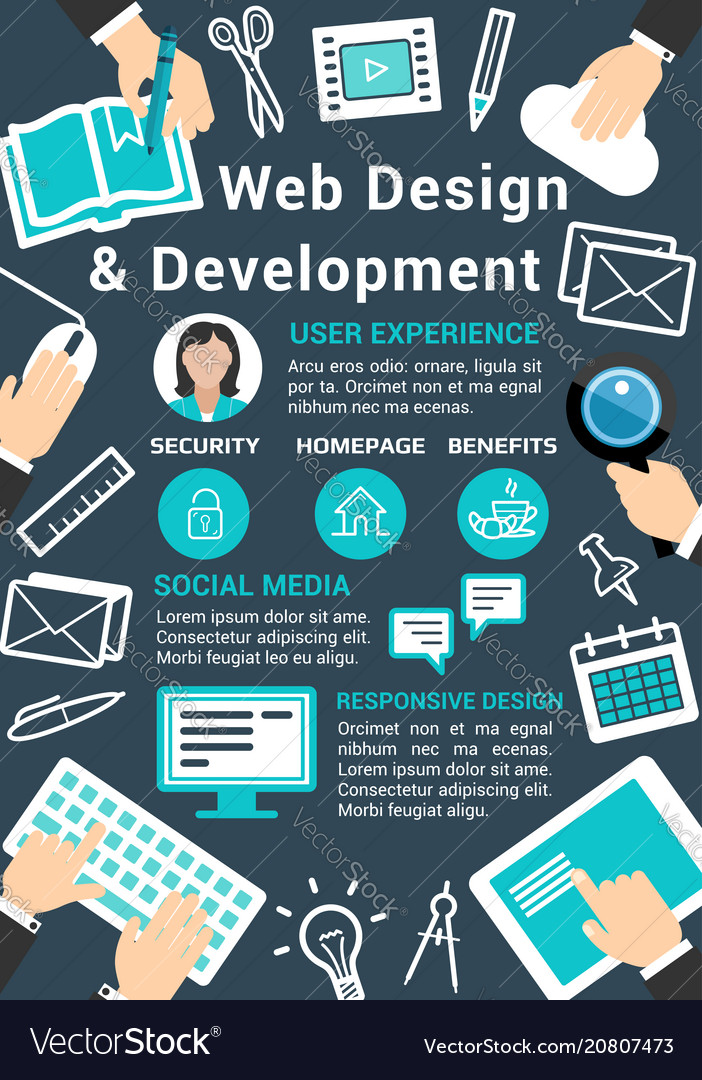 Web Design
& Development
USER EXPERIENCE
Arcu eros odio: ornare, ligula sit
por ta. Orcimet non et ma egnal
nibhum nec ma ecenas.
SECURITY HOMEPAGE BENEFITS
SOCIAL MEDIA
Lorem ipsum dolor sit ame.
Consectetur adipiscing elit.
Morbi feugiat leo eu aligu.
RESPONSIVE DESIGN
Orcimet non et ma egnal
nibhum nec ma ecenas.
Lorem ipsum dolor sit ame.
Consectetur adipiscing elit.
Morbi feugiat aligu.
VectorStock®
VectorStock.com/20807473